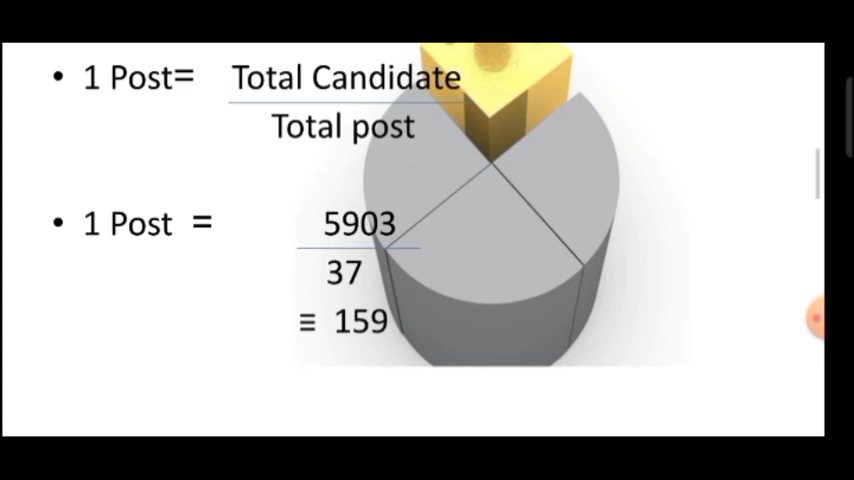 • 1 Post= Total Candidate
Total post
• 1 Post = 5903
37
≡ 159